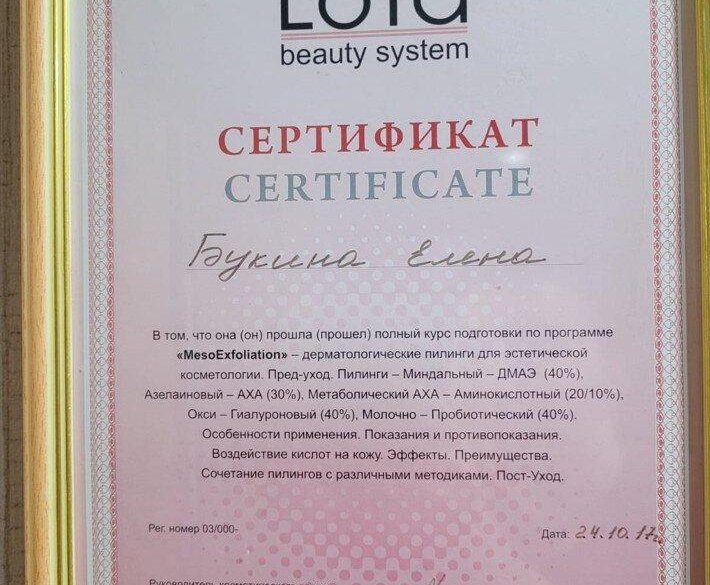 beauty system
СЕРТИФИКАТ
CERTIFICATE
Букина Елена
В том, что она (он) прошла (прошел) полный курс подготовки по программе
«MesoExfoliation» – дерматологические пилинги для эстетической
косметологии. Пред-уход. Пилинги – Миндальный – ДМАЭ (40%),
Азелаиновый – АХА (30%), Метаболический АХА – Аминокислотный (20/10%),
Окси – Гиалуроновый (40%), Молочно – Пробиотический (40%).
Особенности применения. Показания и противопоказания.
Воздействие кислот на кожу. Эффекты. Преимущества.
Сочетание пилингов с различными методиками. Пост-Уход.
Рег. номер 03/000-
Дата: 24.10.17г.